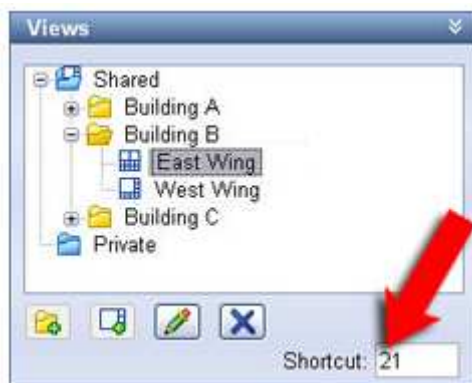 Views
Shared
Building A
Building B
East Wing
West Wing
Building C
Private
Shortcut: 21